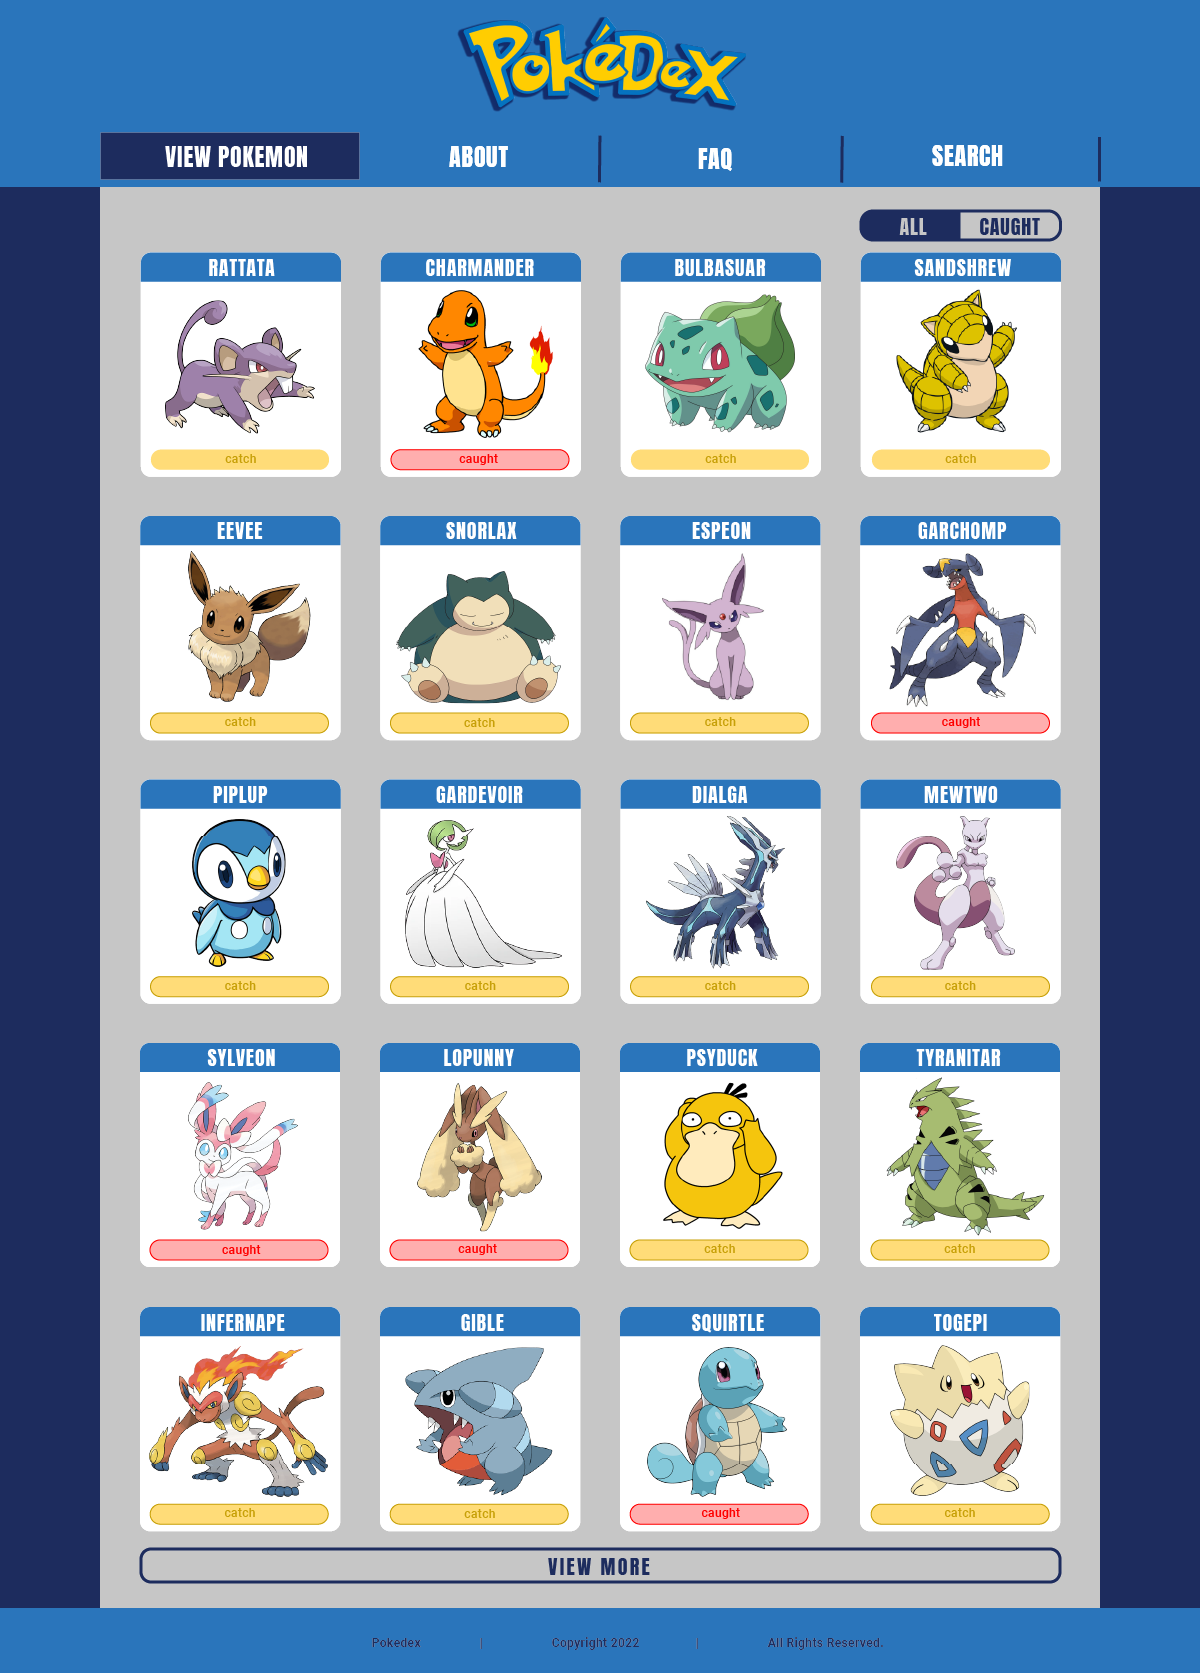 PokéDex
VIEW POKEMON ABOUT FAQ SEARCH
ALL CAUGHT
RATTATA CHARMANDER BULBASUAR SANDSHREW
catch caught catch catch
EEVEE SNORLAX ESPEON GARCHOMP
catch catch catch caught
PIPLUP GARDEVOIR DIALGA MEWTWO
catch catch catch catch
SYLVEON LOPUNNY PSYDUCK TYRANITAR
caught caught catch catch
INFERNAPE GIBLE SQUIRTLE TOGEPI
catch catch caught catch
VIEW MORE
Pokedex | Copyright 2022 | All Rights Reserved.